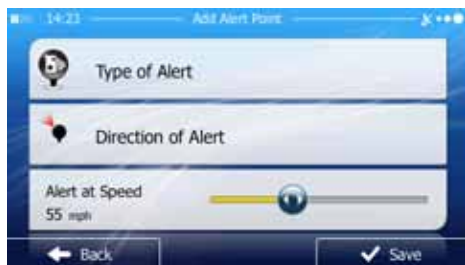 14:23 Add Alert Point
Type of Alert
Direction of Alert
Alert at Speed
55 mph
Back Save